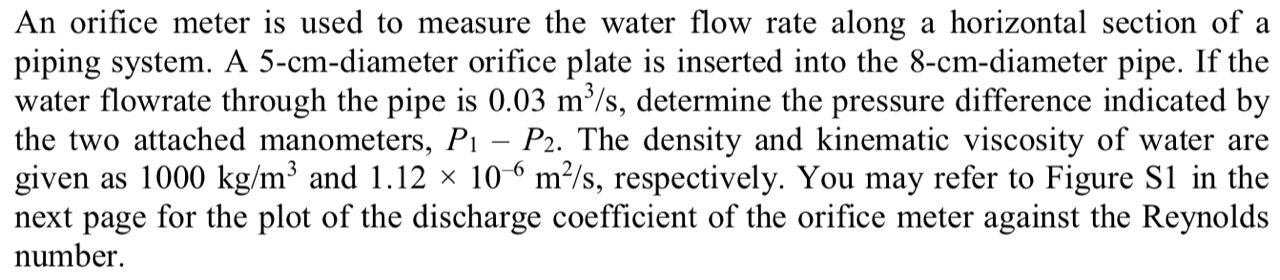 An orifice meter is used to measure the water flow rate along a horizontal section of a
piping system. A 5-cm-diameter orifice plate is inserted into the 8-cm-diameter pipe. If the
water flowrate through the pipe is 0.03 m³/s, determine the pressure difference indicated by
the two attached manometers, P₁ – P₂. The density and kinematic viscosity of water are
given as 1000 kg/m³ and 1.12 × 10⁻⁶ m²/s, respectively. You may refer to Figure S1 in the
next page for the plot of the discharge coefficient of the orifice meter against the Reynolds
number.